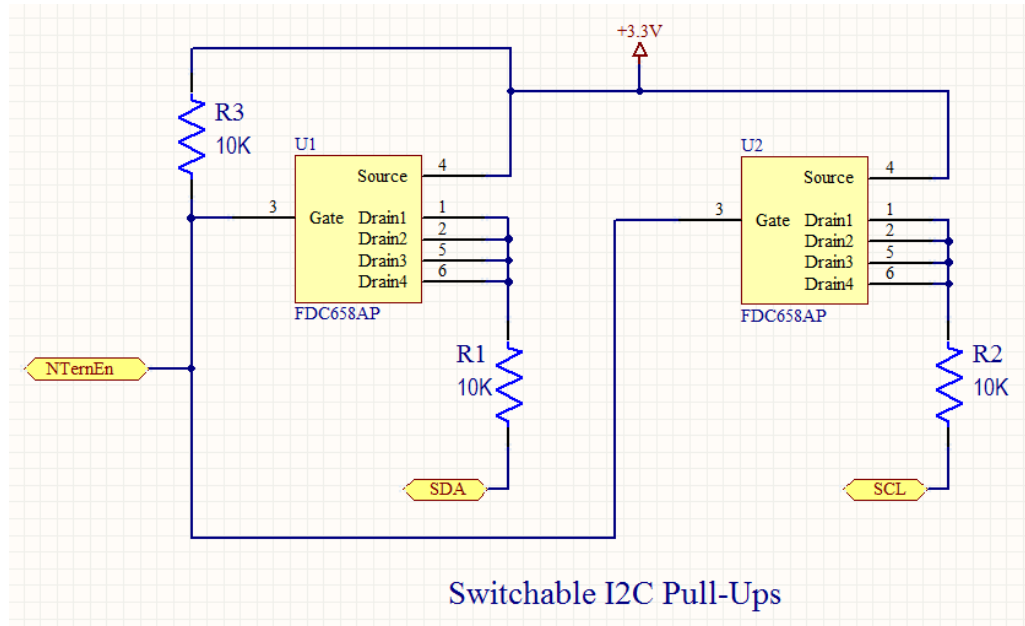 +3.3V
R3
10K
U1
Source
4
3
Gate
Drain1
1
Drain2
2
Drain3
5
Drain4
6
FDC658AP
U2
Source
4
3
Gate
Drain1
1
Drain2
2
Drain3
5
Drain4
6
FDC658AP
NTernEn
R1
10K
R2
10K
SDA
SCL
Switchable I2C Pull-Ups